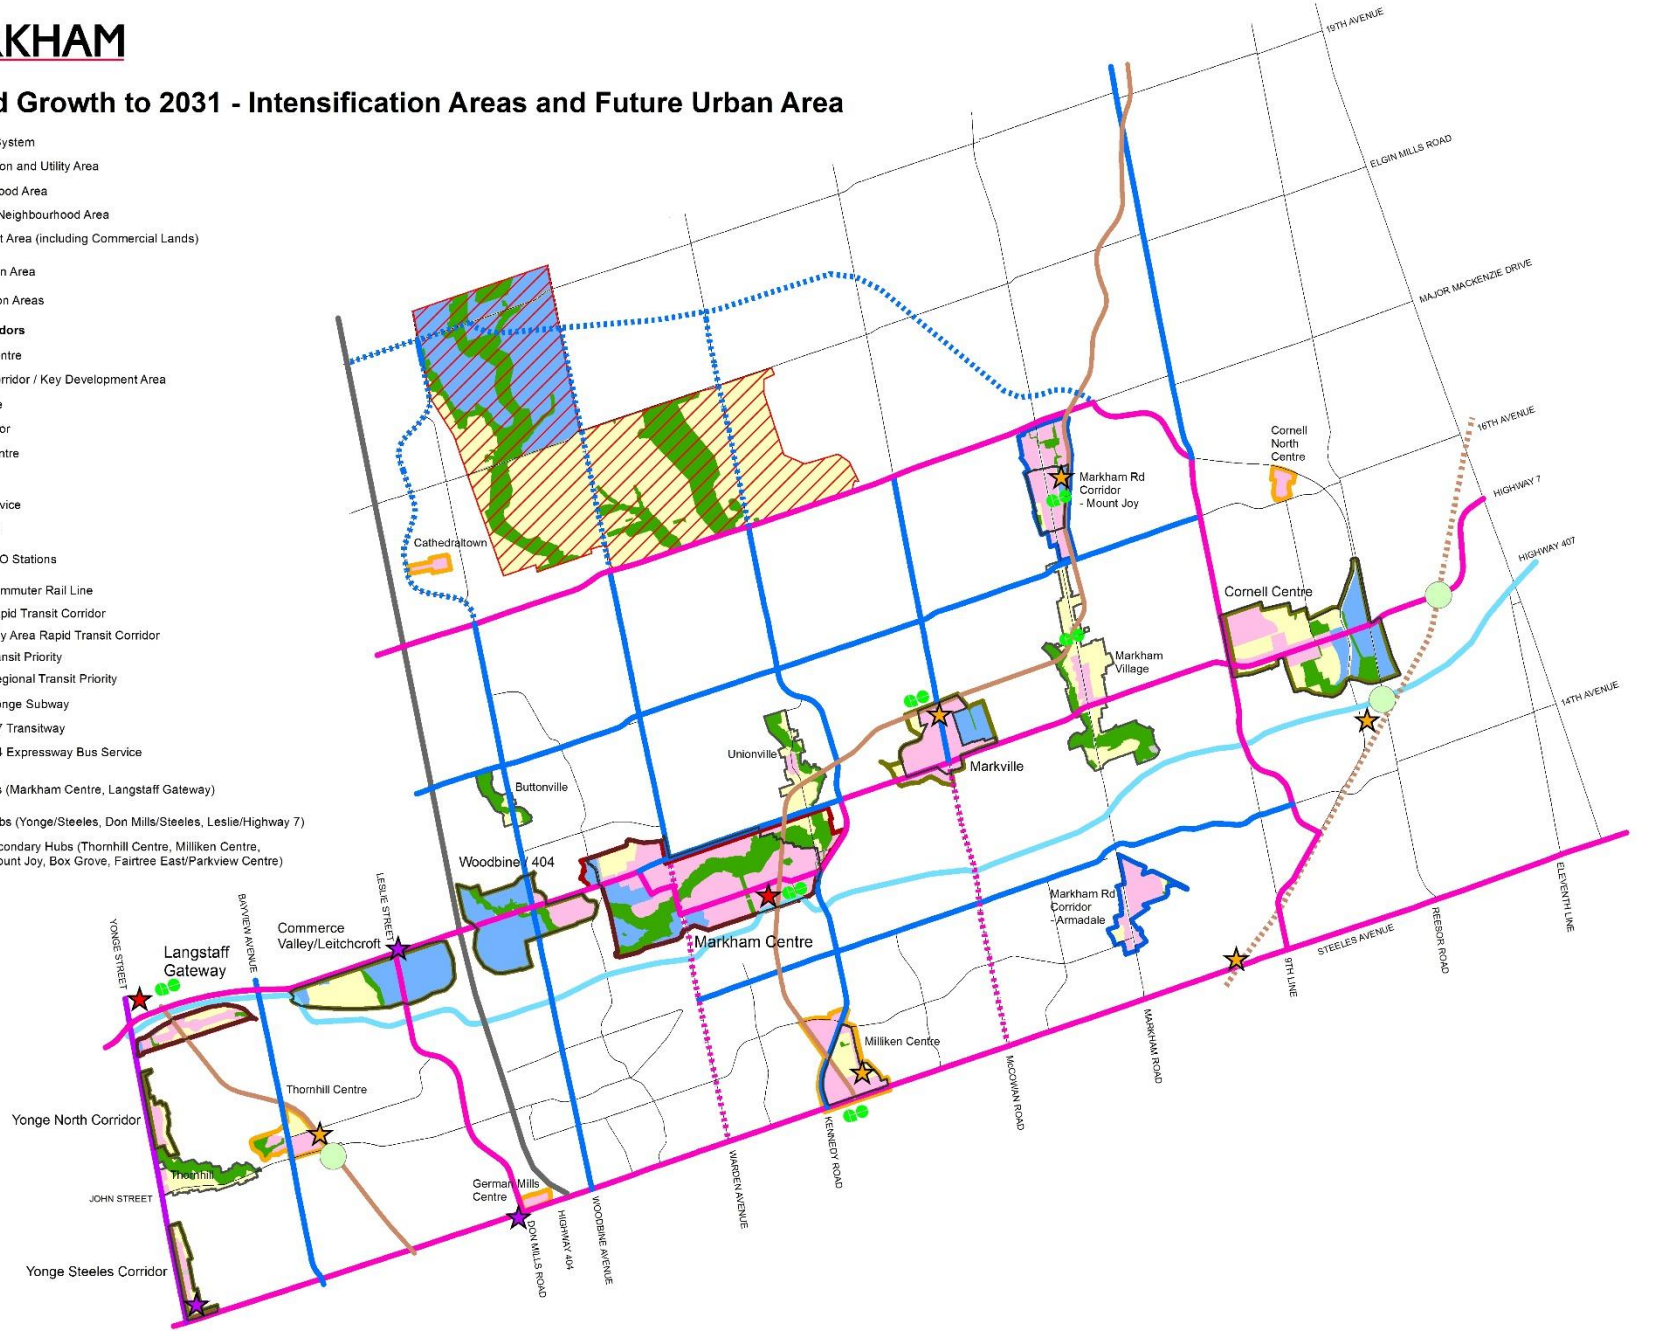 RKHAM
d Growth to 2031 - Intensification Areas and Future Urban Area
System
on and Utility Area
ood Area
Neighbourhood Area
t Area (including Commercial Lands)
n Area
on Areas
dors
entre
orridor / Key Development Area
e
or
ntre
vice
O Stations
mmuter Rail Line
pid Transit Corridor
y Area Rapid Transit Corridor
ansit Priority
egional Transit Priority
onge Subway
7 Transitway
4 Expressway Bus Service
s (Markham Centre, Langstaff Gateway)
bs (Yonge/Steeles, Don Mills/Steeles, Leslie/Highway 7)
condary Hubs (Thornhill Centre, Milliken Centre,
ount Joy, Box Grove, Fairtree East/Parkview Centre)
19TH AVENUE
ELGIN MILLS ROAD
MAJOR MACKENZIE DRIVE
16TH AVENUE
HIGHWAY 7
HIGHWAY 407
14TH AVENUE
Cornell
North
Centre
Markham Rd
Corridor
- Mount Joy
Cathedraltown
Cornell Centre
Markham
Village
Unionville
Markville
Buttonville
Woodbine / 404
Markham Centre
Markham Rd
Corridor
-Armadale
Commerce
Valley/Leitchcroft
Langstaff
Gateway
Milliken Centre
Thornhill Centre
Yonge North Corridor
Thornhill
JOHN STREET
German Mills
Centre
Yonge Steeles Corridor
YONGE STREET
BAYVIEW AVENUE
LESLIE STREET
DON MILLS ROAD
HIGHWAY 404
WOODBINE AVENUE
WARDEN AVENUE
KENNEDY ROAD
McCOWAN ROAD
MARKHAM ROAD
9TH LINE
STEELES AVENUE
REESOR ROAD
ELEVENTH LINE